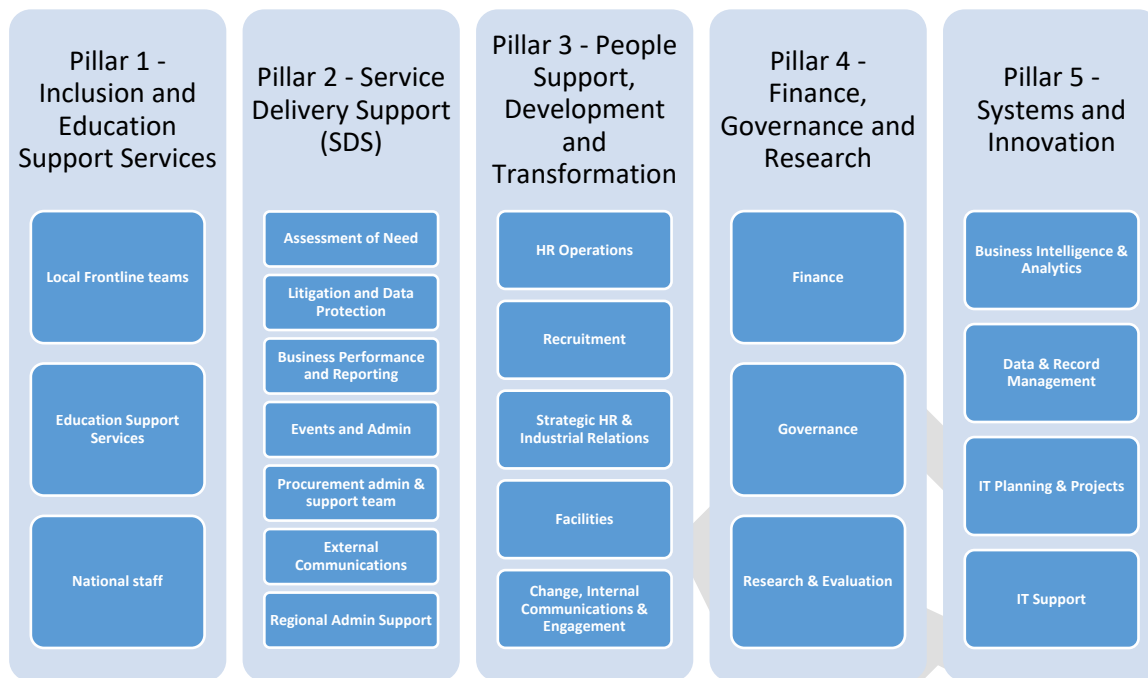 Pillar 1 -
Inclusion and
Education
Support Services
Local Frontline teams
Education Support
Services
National staff
Pillar 2 - Service
Delivery Support
(SDS)
Assessment of Need
Litigation and Data
Protection
Business Performance
and Reporting
Events and Admin
Procurement admin &
support team
External
Communications
Regional Admin Support
Pillar 3 - People
Support,
Development
and
Transformation
HR Operations
Recruitment
Strategic HR &
Industrial Relations
Facilities
Change, Internal
Communications &
Engagement
Pillar 4 -
Finance,
Governance and
Research
Finance
Governance
Research & Evaluation
Pillar 5 -
Systems and
Innovation
Business Intelligence &
Analytics
Data & Record
Management
IT Planning & Projects
IT Support